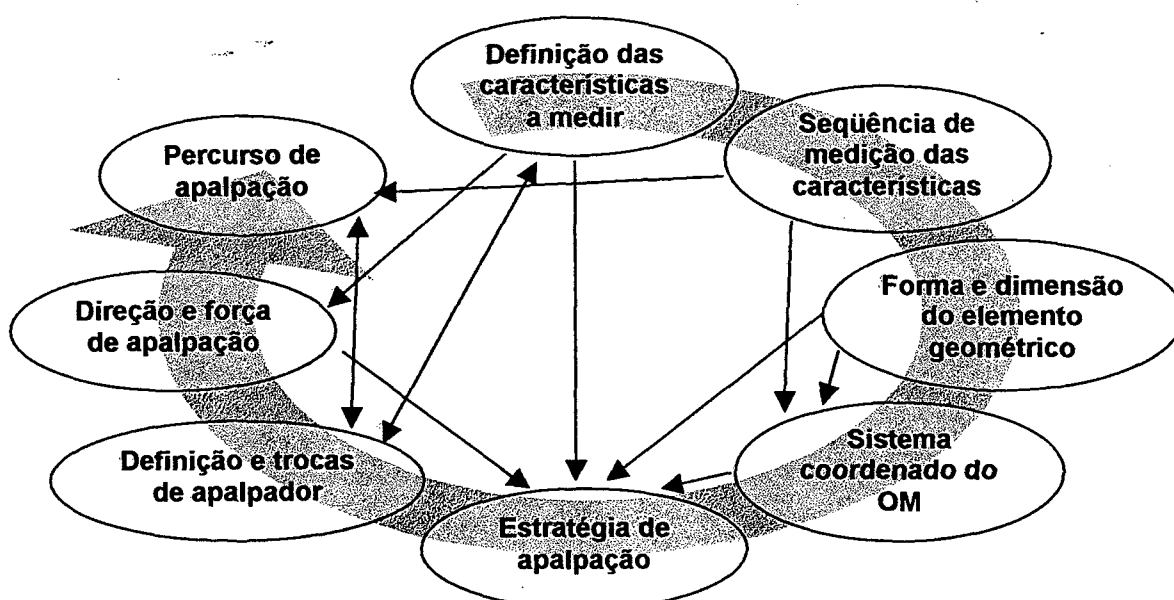 Definição das
características
a medir
Seqüência de
medição das
características
Forma e dimensão
do elemento
geométrico
Sistema
coordenado do
OM
Estratégia de
apalpação
Definição e trocas
de apalpador
Direção e força
de apalpação
Percurso de
apalpação